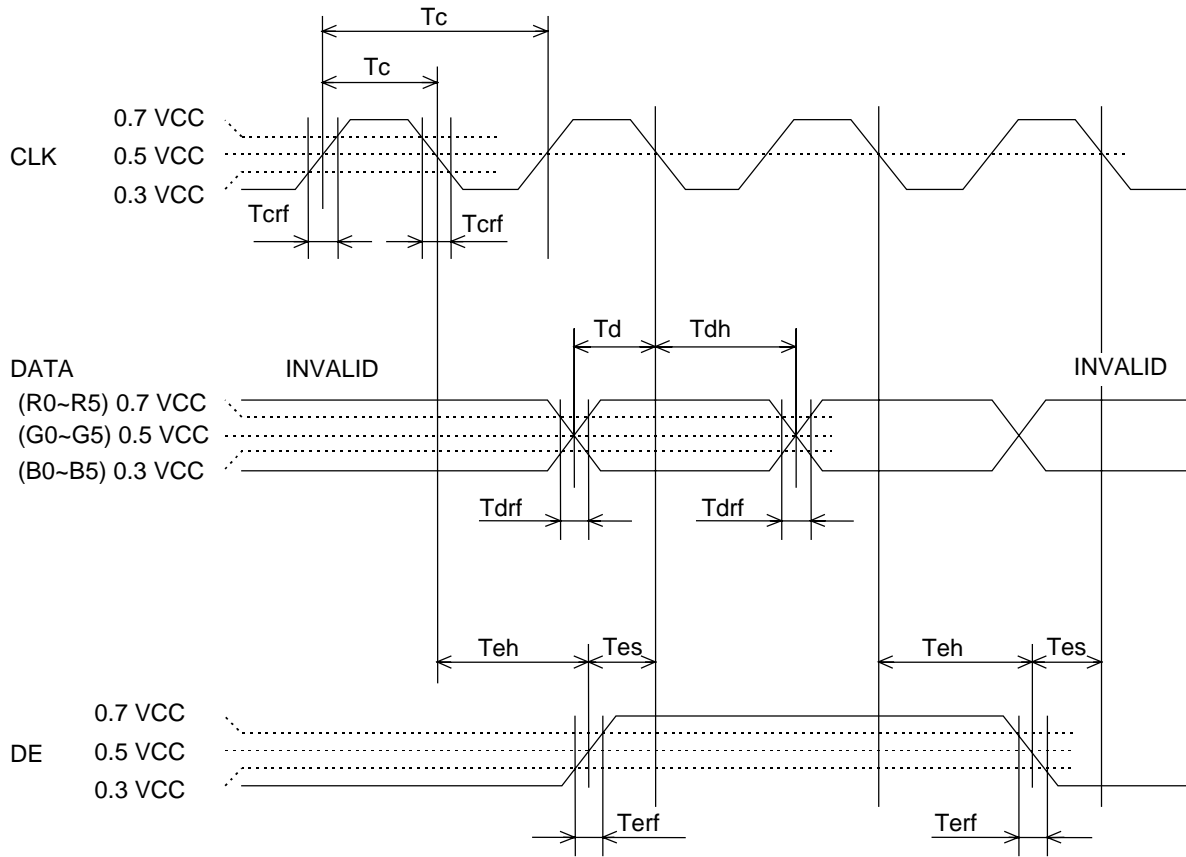 Tc
Tc
0.7 VCC
CLK
0.5 VCC
0.3 VCC
Tcrf
Tcrf
Td
Tdh
DATA
INVALID
INVALID
(R0~R5) 0.7 VCC
(G0~G5) 0.5 VCC
(B0~B5) 0.3 VCC
Tdrf
Tdrf
Teh
Tes
Teh
Tes
0.7 VCC
DE
0.5 VCC
0.3 VCC
Terf
Terf